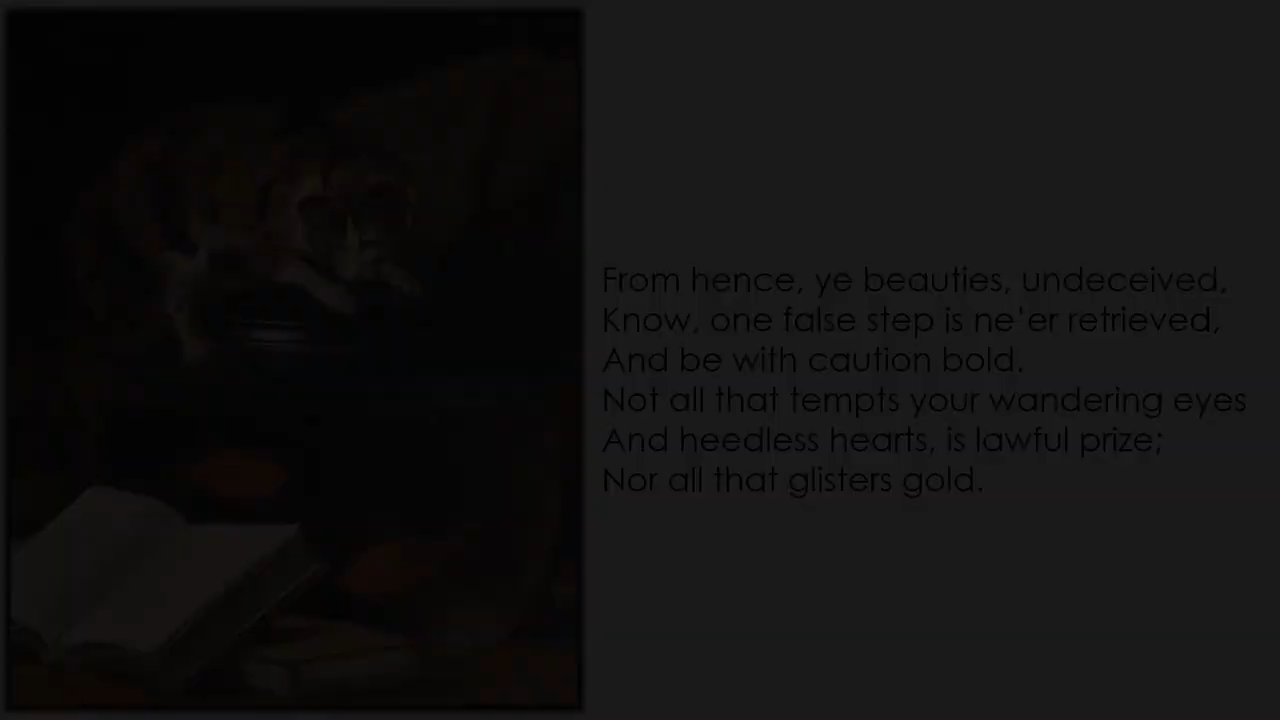 From hence, ye beauties, undeceived,
Know, one false step is ne'er retrieved,
And be with caution bold.
Not all that tempts your wandering eyes
And heedless hearts, is lawful prize;
Nor all that glisters gold.